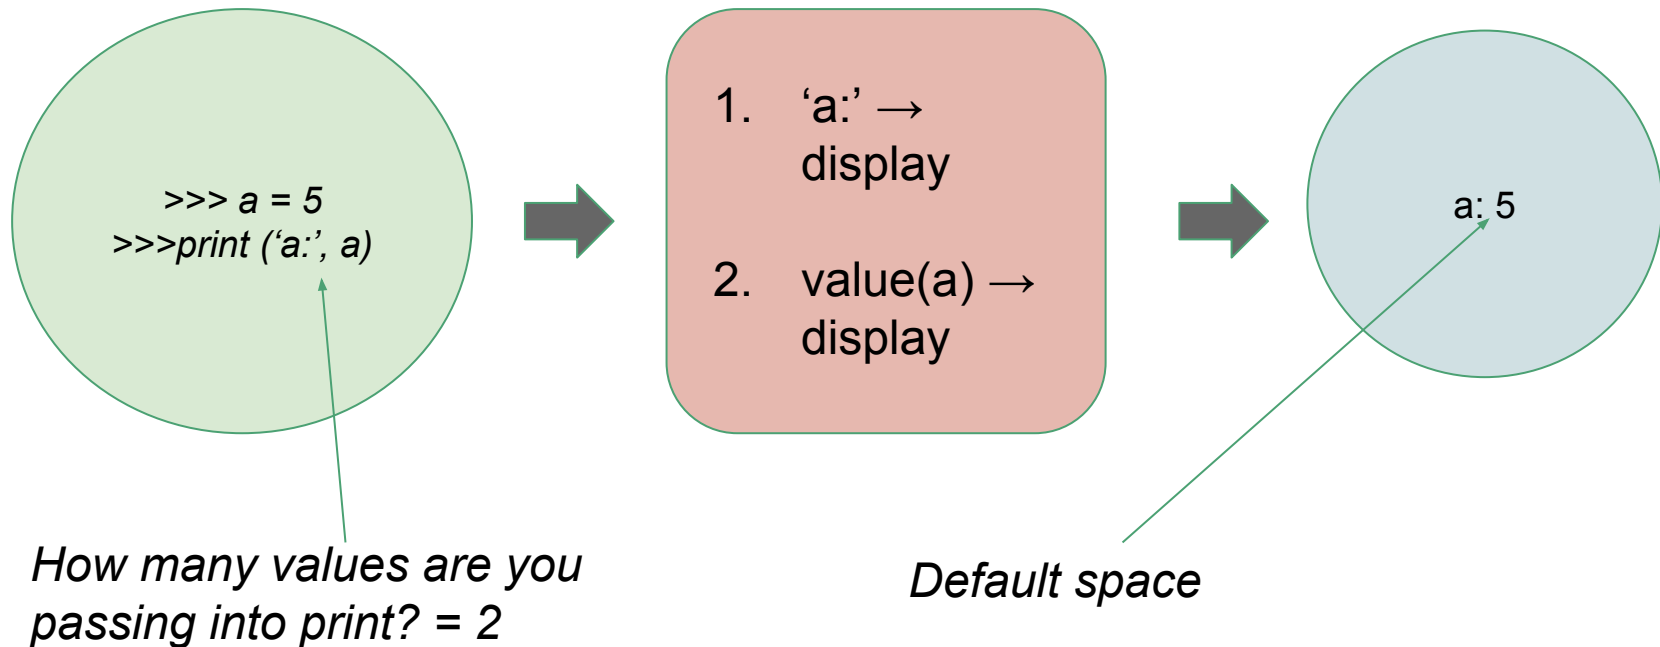 >>> a = 5
>>>print (‘a:’, a)
1. ‘a:’ →
display
2. value(a) →
display
a: 5
How many values are you
passing into print? = 2
Default space